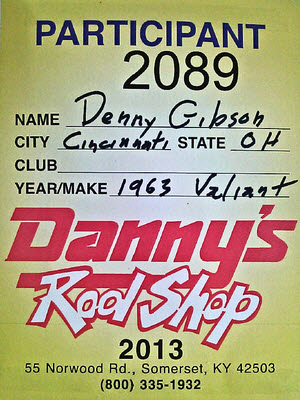 PARTICIPANT
2089
NAME Denny Gibson
CITY Cincinnati STATE OH
CLUB
YEAR/MAKE 1963 Valiant
Danny's
Rod Shop
2013
55 Norwood Rd., Somerset, KY 42503
(800) 335-1932